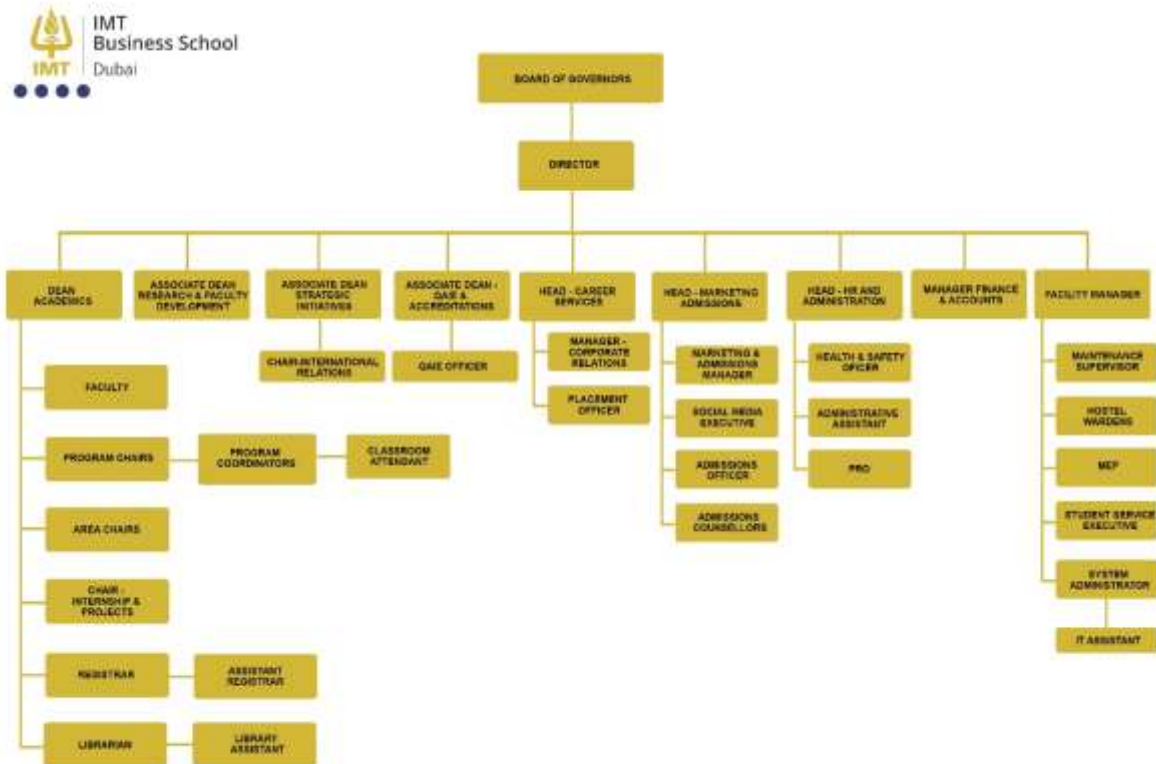 IMT
Business School
Dubai
IMT
BOARD OF GOVERNORS
DIRECTOR
DEAN
ACADEMICS
ASSOCIATE DEAN
RESEARCH & FACULTY
DEVELOPMENT
ASSOCIATE DEAN
STRATEGIC
INITIATIVES
ASSOCIATE DEAN -
QAIE &
ACCREDITATIONS
HEAD - CAREER
SERVICES
HEAD - MARKETING
ADMISSIONS
HEAD - HR AND
ADMINISTRATION
MANAGER FINANCE
& ACCOUNTS
FACILITY MANAGER
CHAIR-INTERNATIONAL
RELATIONS
QAIE OFFICER
MANAGER -
CORPORATE
RELATIONS
PLACEMENT
OFFICER
MARKETING &
ADMISSIONS
MANAGER
SOCIAL MEDIA
EXECUTIVE
ADMISSIONS
OFFICER
ADMISSIONS
COUNSELLORS
HEALTH & SAFETY
OFICER
ADMINISTRATIVE
ASSISTANT
PRO
MAINTENANCE
SUPERVISOR
HOSTEL
WARDENS
MEP
STUDENT SERVICE
EXECUTIVE
SYSTEM
ADMINISTRATOR
IT ASSISTANT
FACULTY
PROGRAM CHAIRS
PROGRAM
COORDINATORS
CLASSROOM
ATTENDANT
AREA CHAIRS
CHAIR -
INTERNSHIP &
PROJECTS
REGISTRAR
ASSISTANT
REGISTRAR
LIBRARIAN
LIBRARY
ASSISTANT